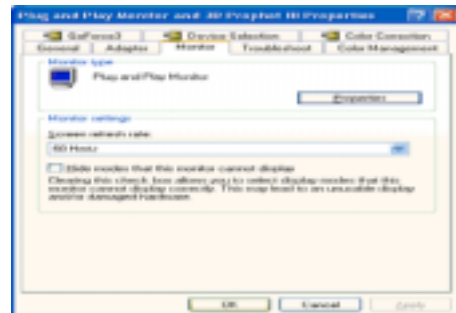 Plug and Play Monitor and 3D Prophet III Properties
GeForce3 Device Selection Color Correction
General Adapter Monitor Troubleshoot Color Management
Monitor type
Plug and Play Monitor
Properties
Monitor settings
Screen refresh rate:
60 Hertz
Hide modes that this monitor cannot display
Clearing this check box allows you to select display modes that this
monitor cannot display correctly. This may lead to an unusable display
and/or damaged hardware.
OK Cancel Apply